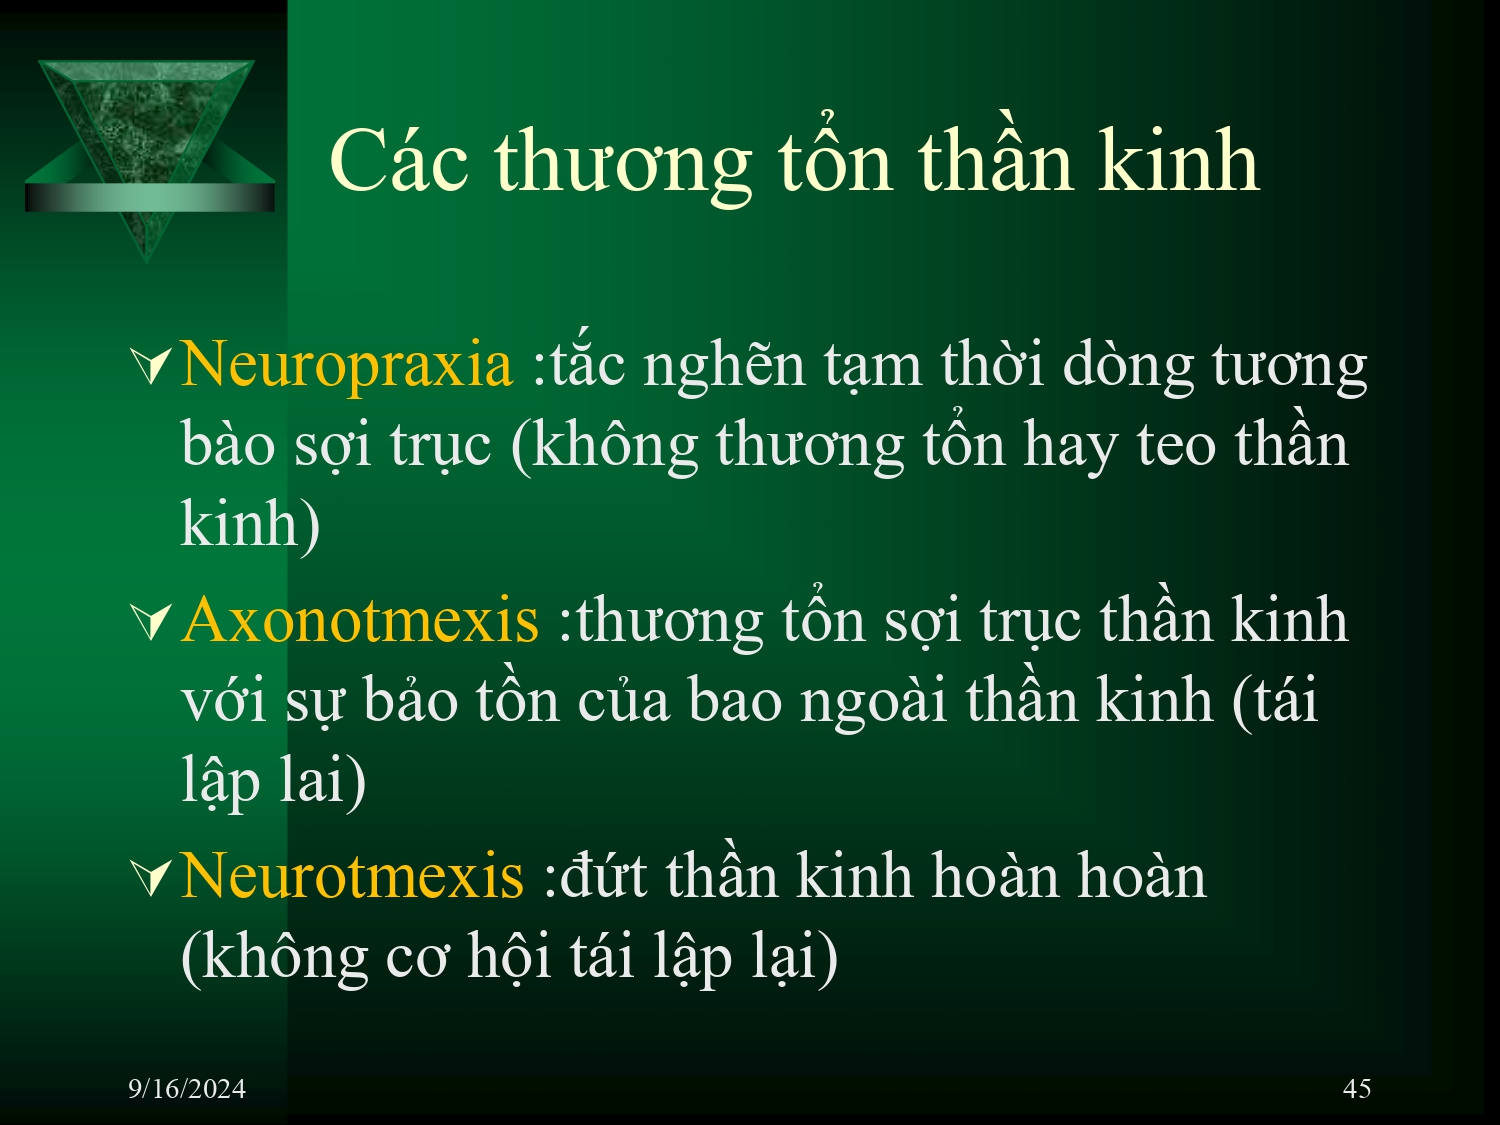 Các thương tổn thần kinh
Neuropraxia :tắc nghẽn tạm thời dòng tương
bào sợi trục (không thương tổn hay teo thần
kinh)
Axonotmexis :thương tổn sợi trục thần kinh
với sự bảo tồn của bao ngoài thần kinh (tái
lập lai)
Neurotmexis :đứt thần kinh hoàn hoàn
(không cơ hội tái lập lại)
9/16/2024
45